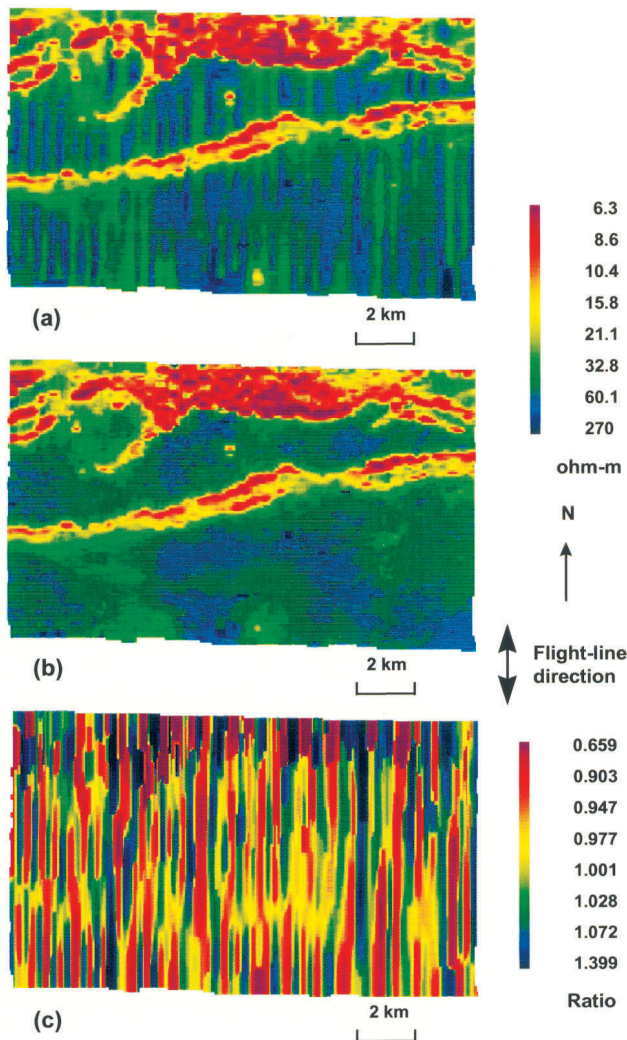 (a)
2 km
6.3
8.6
10.4
15.8
21.1
32.8
60.1
270
ohm-m
N
(b)
2 km
Flight-line
direction
0.659
0.903
0.947
0.977
1.001
1.028
1.072
1.399
Ratio
(c)
2 km